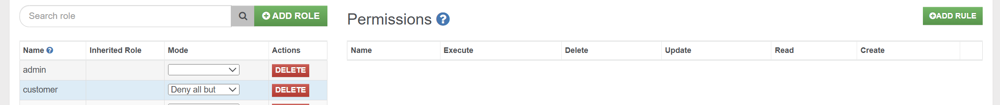 Search role
ADD ROLE
Permissions ?
ADD RULE
Name ? Inherited Role Mode Actions
admin DELETE
customer Deny all but DELETE
Name Execute Delete Update Read Create